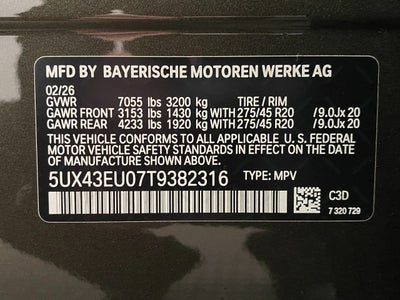 MFD BY BAYERISCHE MOTOREN WERKE AG
02/26
GVWR 7055 lbs 3200 kg TIRE / RIM
GAWR FRONT 3153 lbs 1430 kg WITH 275/45 R20 /9.0Jx 20
GAWR REAR 4233 lbs 1920 kg WITH 275/45 R20 /9.0Jx 20
THIS VEHICLE CONFORMS TO ALL APPLICABLE U. S. FEDERAL
MOTOR VEHICLE SAFETY STANDARDS IN EFFECT ON THE
DATE OF MANUFACTURE SHOWN ABOVE.
5UX43EU07T9382316 TYPE: MPV
C3D
7 320 729